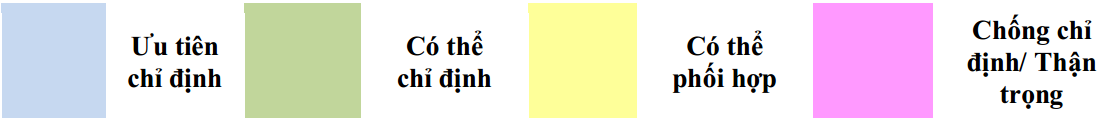 Ưu tiên
chỉ định
Có thể
chỉ định
Có thể
phối hợp
Chống chỉ
định/ Thận
trọng